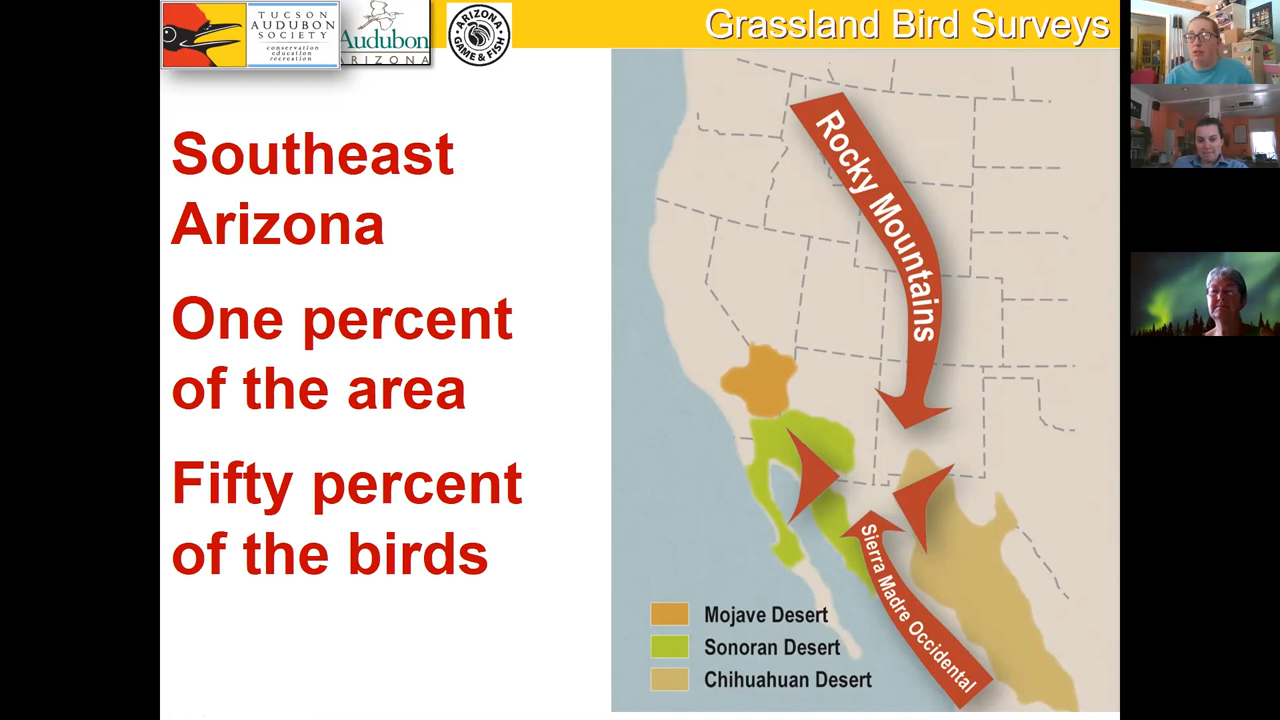 TUCSON
AUDUBON
SOCIETY
conservation
education
recreation
Audubon
ARIZONA
ARIZONA
GAME & FISH
Grassland Bird Surveys
Southeast
Arizona
One percent
of the area
Fifty percent
of the birds
Rocky Mountains
Sierra Madre Occidental
Mojave Desert
Sonoran Desert
Chihuahuan Desert